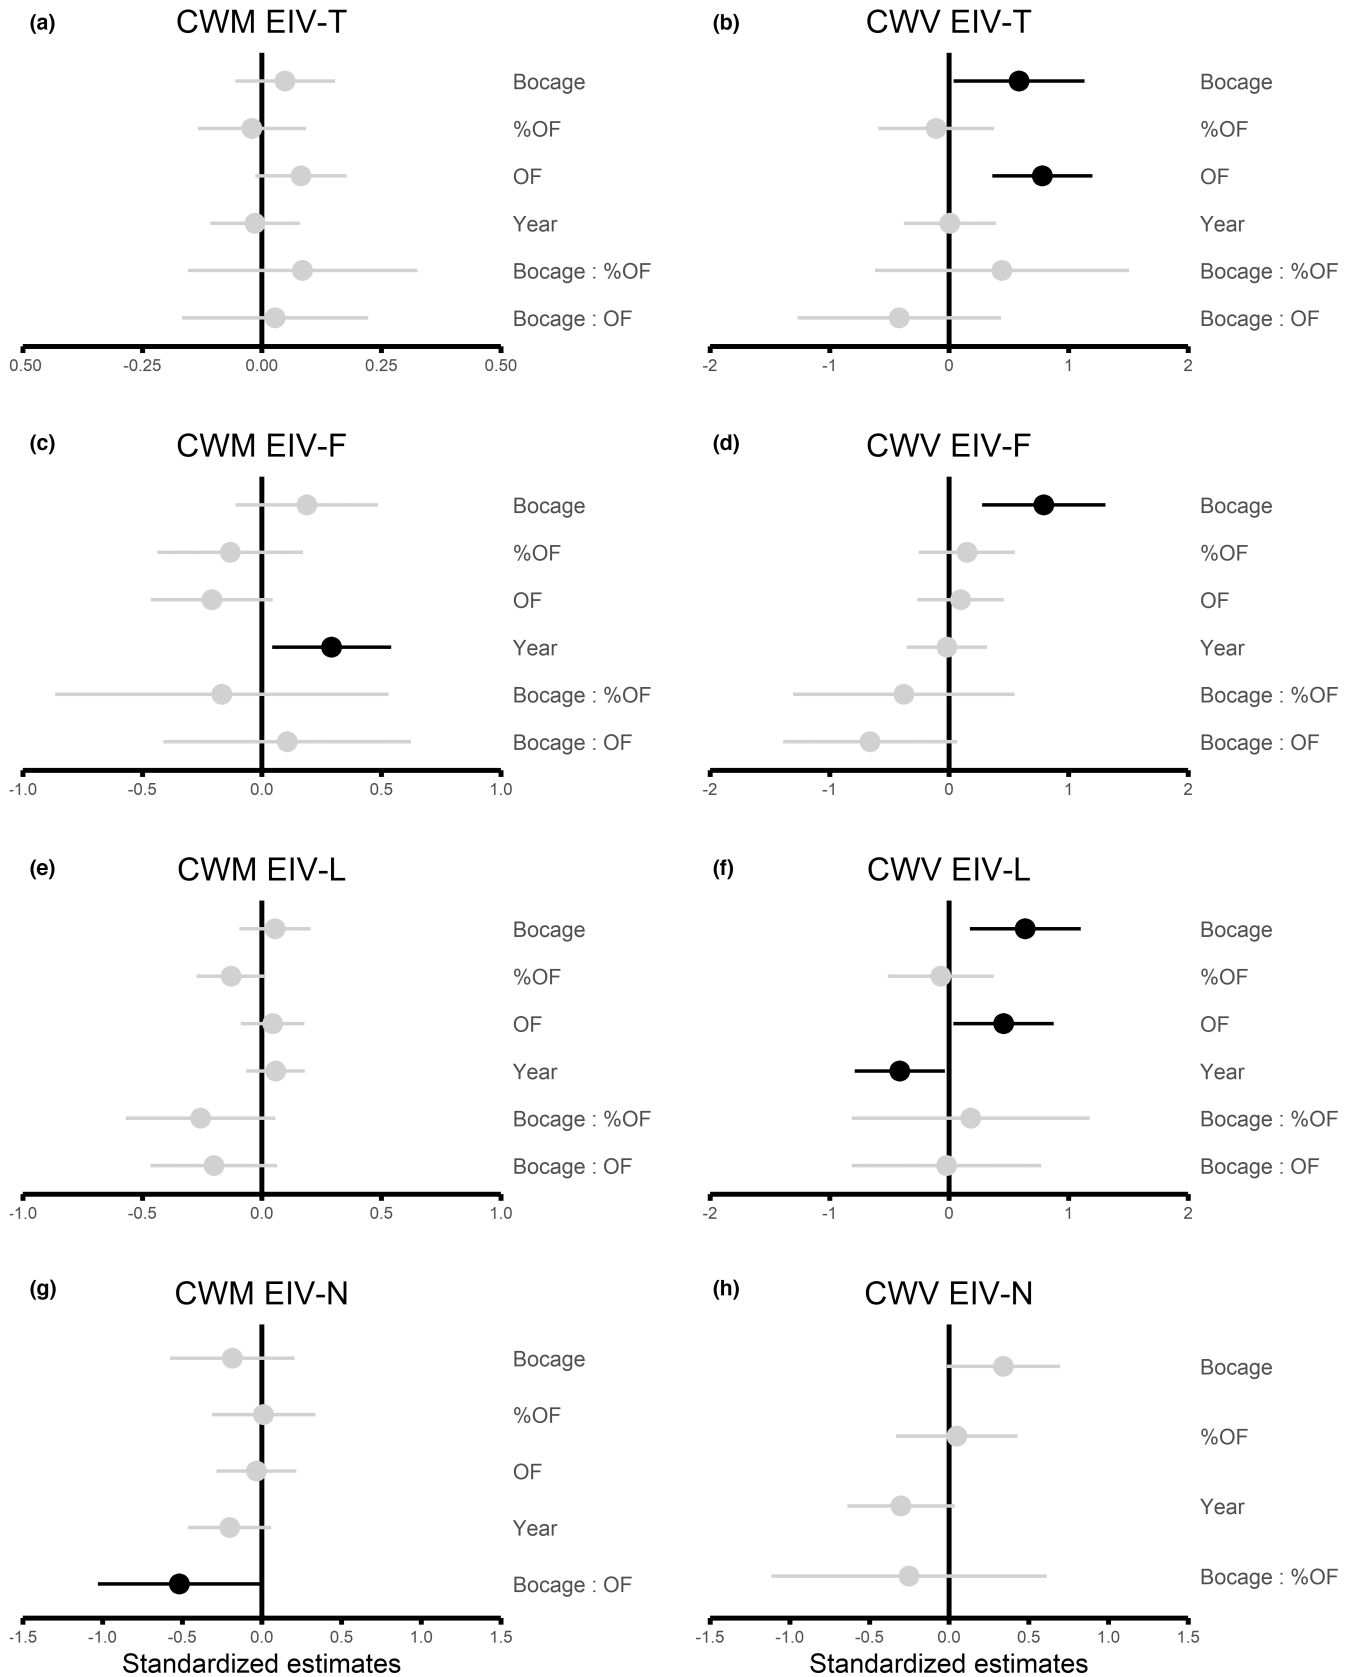 (a) CWM EIV-T
Bocage
%OF
OF
Year
Bocage : %OF
Bocage : OF
0.50 -0.25 0.00 0.25 0.50
(b) CWV EIV-T
Bocage
%OF
OF
Year
Bocage : %OF
Bocage : OF
-2 -1 0 1 2
(c) CWM EIV-F
Bocage
%OF
OF
Year
Bocage : %OF
Bocage : OF
-1.0 -0.5 0.0 0.5 1.0
(d) CWV EIV-F
Bocage
%OF
OF
Year
Bocage : %OF
Bocage : OF
-2 -1 0 1 2
(e) CWM EIV-L
Bocage
%OF
OF
Year
Bocage : %OF
Bocage : OF
-1.0 -0.5 0.0 0.5 1.0
(f) CWV EIV-L
Bocage
%OF
OF
Year
Bocage : %OF
Bocage : OF
-2 -1 0 1 2
(g) CWM EIV-N
Bocage
%OF
OF
Year
Bocage : OF
-1.5 -1.0 -0.5 0.0 0.5 1.0 1.5
Standardized estimates
(h) CWV EIV-N
Bocage
%OF
Year
Bocage : %OF
-1.5 -1.0 -0.5 0.0 0.5 1.0 1.5
Standardized estimates